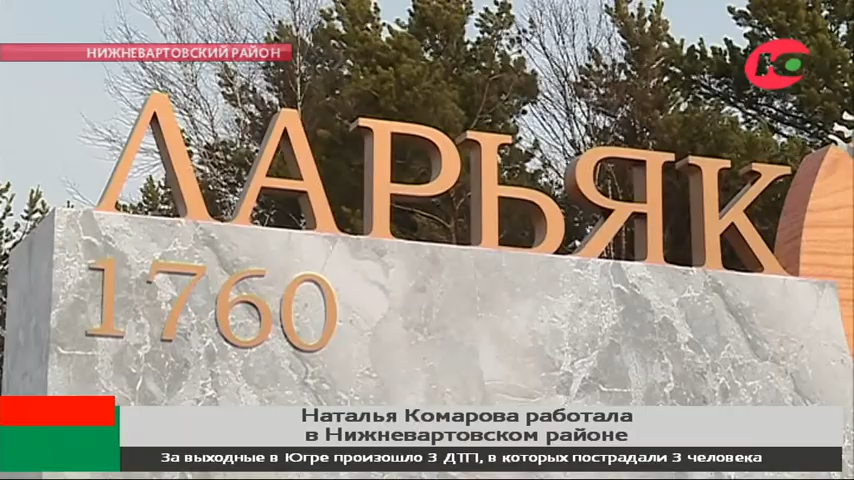 НИЖНЕВАРТОВСКИЙ РАЙОН
ЛАРЬЯК
1760
Наталья Комарова работала
в Нижневартовском районе
За выходные в Югре произошло 3 ДТП, в которых пострадали 3 человека